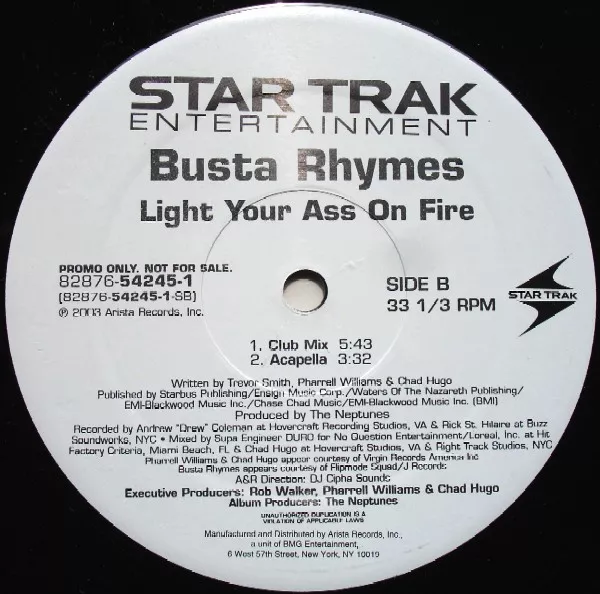 STAR TRAK
ENTERTAINMENT
Busta Rhymes
Light Your Ass On Fire
PROMO ONLY. NOT FOR SALE.
82876-54245-1
(82876-54245-1-SB)
℗ 2003 Arista Records, Inc.
SIDE B
33 1/3 RPM
STAR TRAK
1. Club Mix 5:43
2. Acapella 3:32
Written by Trevor Smith, Pharrell Williams & Chad Hugo
Published by Starbus Publishing/Ensign Music Corp./Waters Of The Nazareth Publishing/
EMI-Blackwood Music Inc./Chase Chad Music/EMI-Blackwood Music Inc. (BMI)
Produced by The Neptunes
Recorded by Andrew "Drew" Coleman at Hovercraft Recording Studios, VA & Rick St. Hilaire at Buzz
Soundworks, NYC • Mixed by Supa Engineer DURO for No Question Entertainment/Loreal, Inc. at Hit
Factory Criteria, Miami Beach, FL & Chad Hugo at Hovercraft Studios, VA & Right Track Studios, NYC
Pharrell Williams & Chad Hugo appear courtesy of Virgin Records America Inc
Busta Rhymes appears courtesy of Flipmode Squad/J Records
A&R Direction: DJ Cipha Sounds
Executive Producers: Rob Walker, Pharrell Williams & Chad Hugo
Album Producers: The Neptunes
UNAUTHORIZED DUPLICATION IS A
VIOLATION OF APPLICABLE LAWS
Manufactured and Distributed by Arista Records, Inc.,
a unit of BMG Entertainment,
6 West 57th Street, New York, NY 10019